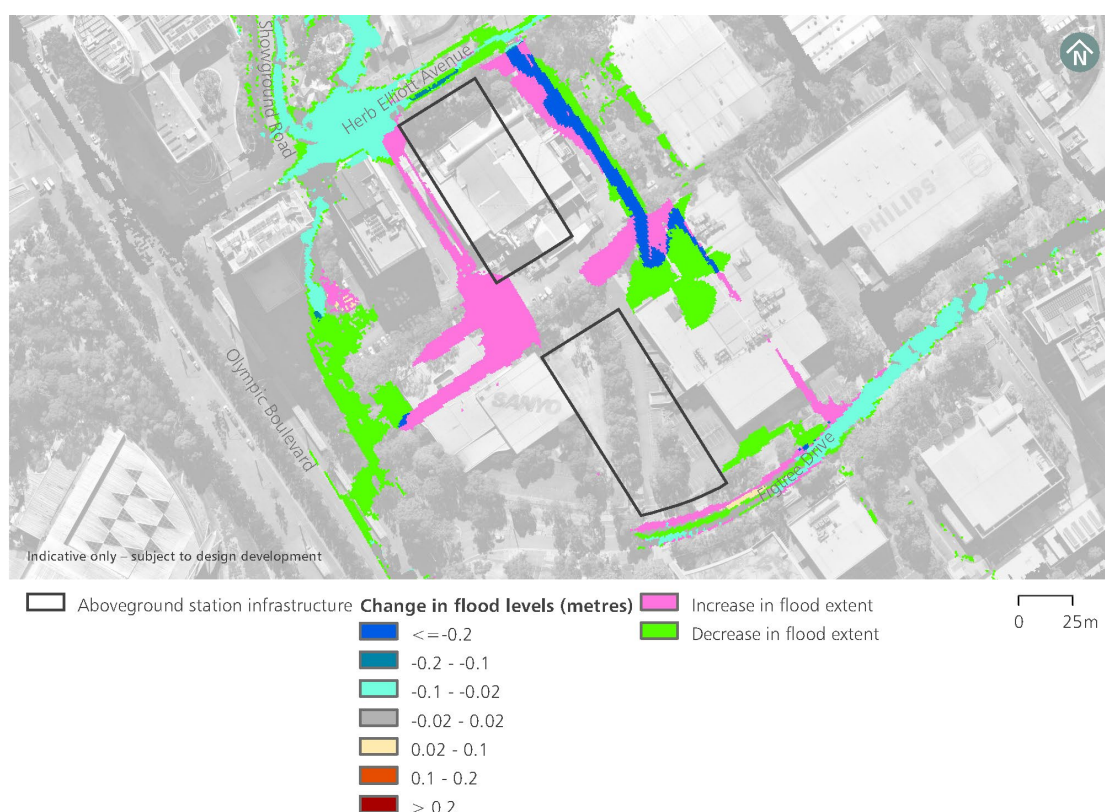 Showground Road
Herb Elliott Avenue
N
PHILIPS
SANYO
Olympic Boulevard
Figtree Drive
Indicative only – subject to design development
Aboveground station infrastructure
Change in flood levels (metres)
<=-0.2
-0.2 - -0.1
-0.1 - -0.02
-0.02 - 0.02
0.02 - 0.1
0.1 - 0.2
> 0.2
Increase in flood extent
Decrease in flood extent
0 25m